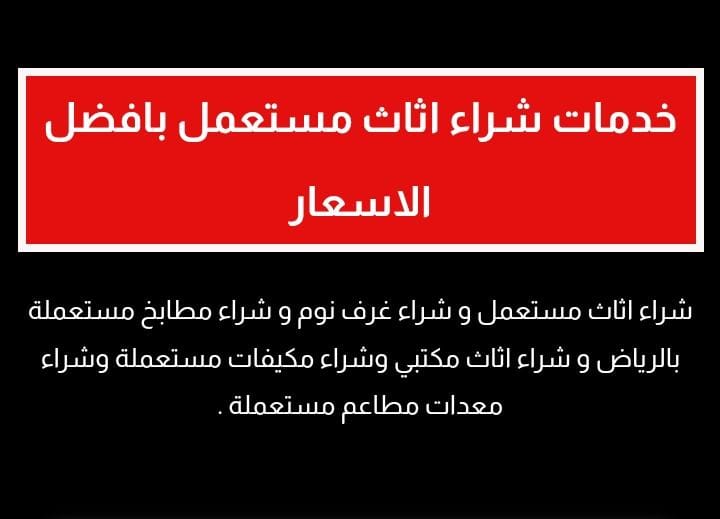 خدمات شراء اثاث مستعمل بافضل
الاسعار
شراء اثاث مستعمل و شراء غرف نوم و شراء مطابخ مستعملة
بالرياض و شراء اثاث مكتبي وشراء مكيفات مستعملة وشراء
معدات مطاعم مستعملة .